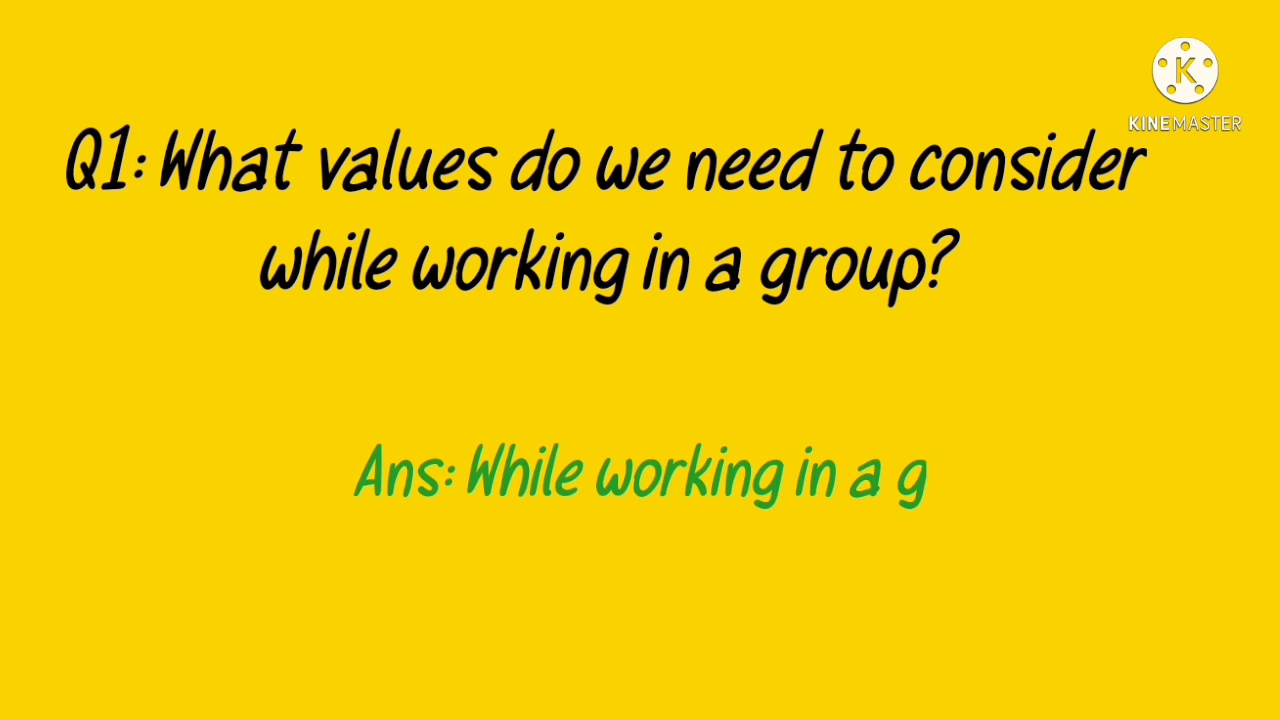 KINEMASTER
Q1: What values do we need to consider
while working in a group?
Ans: While working in a g